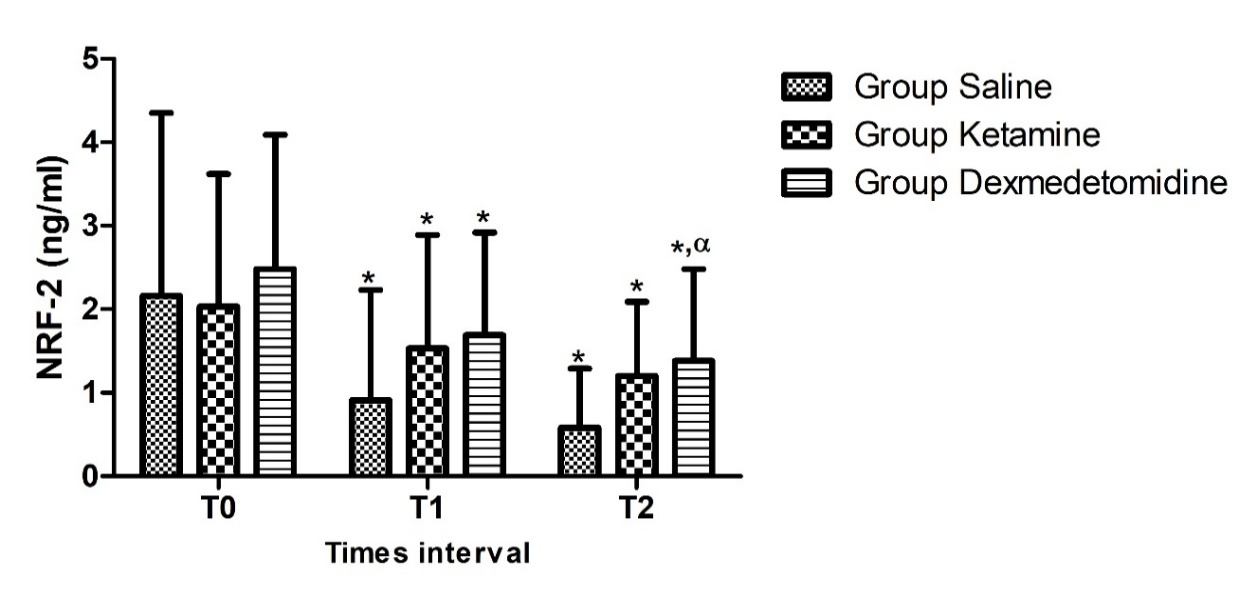 NRF-2 (ng/ml)
5
4
3
2
1
0
*
*
*
*
*
*,α
T0
T1
T2
Times interval
Group Saline
Group Ketamine
Group Dexmedetomidine